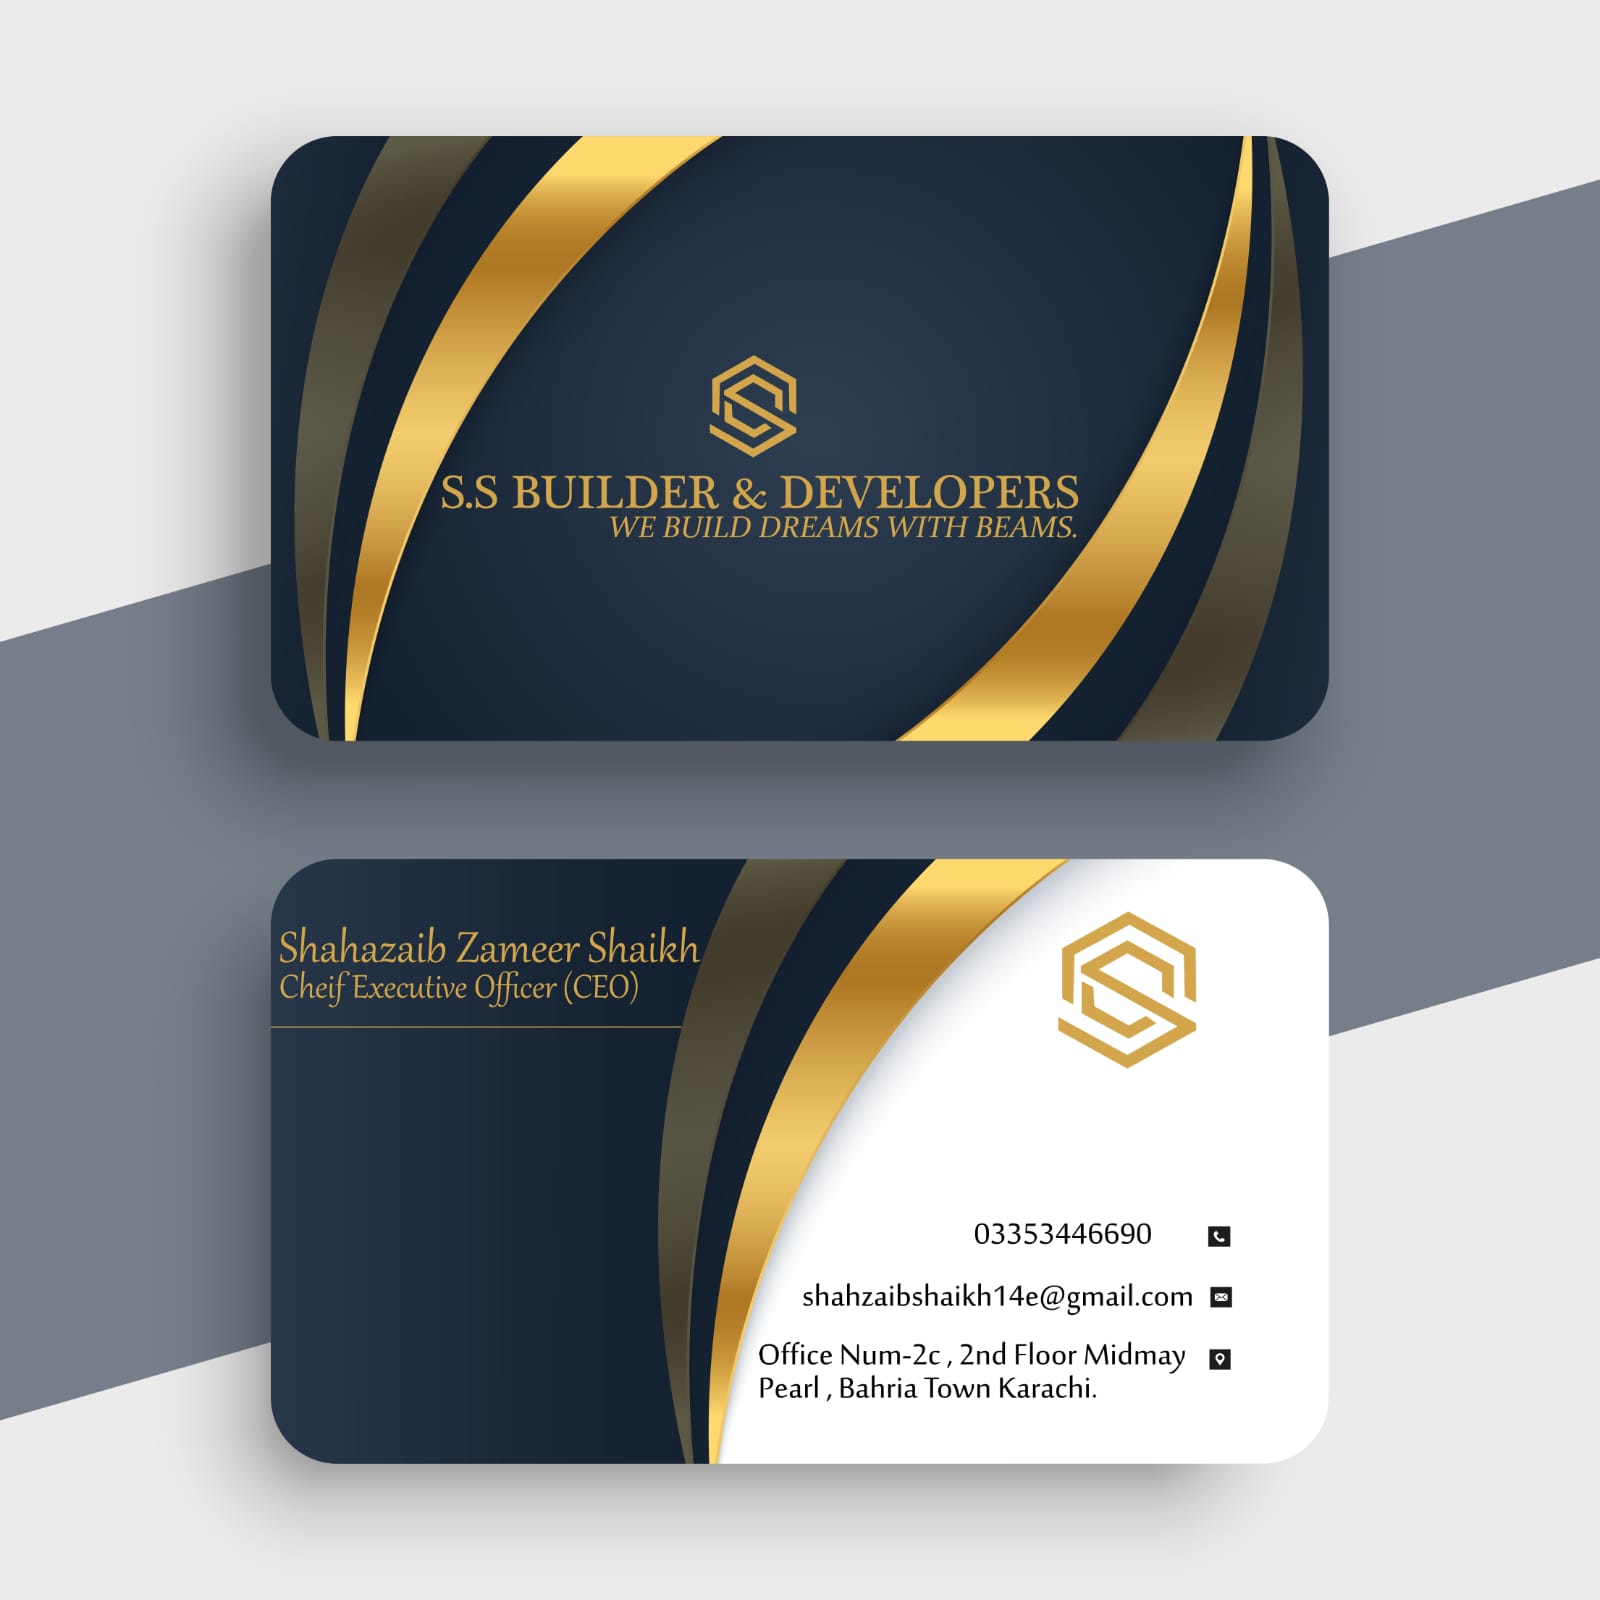 S.S BUILDER & DEVELOPERS
WE BUILD DREAMS WITH BEAMS.
Shahazaib Zameer Shaikh
Cheif Executive Officer (CEO)
03353446690
shahzaibshaikh14e@gmail.com
Office Num-2c , 2nd Floor Midmay
Pearl , Bahria Town Karachi.